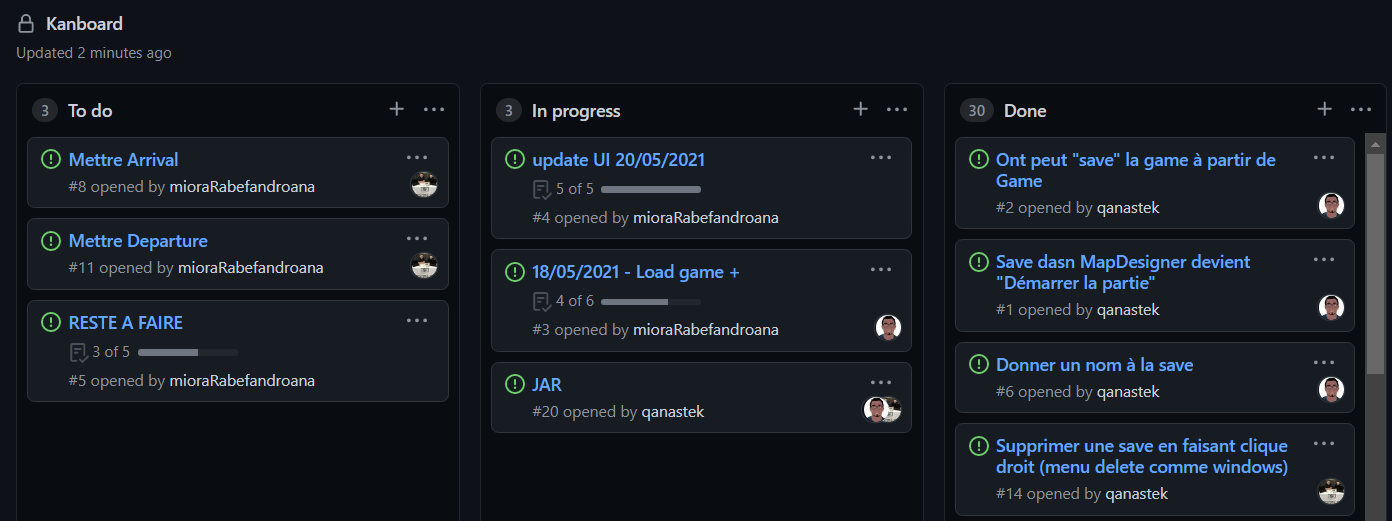 Kanboard
Updated 2 minutes ago
3 To do
Mettre Arrival
#8 opened by mioraRabefandroana
Mettre Departure
#11 opened by mioraRabefandroana
RESTE A FAIRE
3 of 5
#5 opened by mioraRabefandroana
3 In progress
update UI 20/05/2021
5 of 5
#4 opened by mioraRabefandroana
18/05/2021 - Load game +
4 of 6
#3 opened by mioraRabefandroana
JAR
#20 opened by qanastek
30 Done
Ont peut "save" la game à partir de
Game
#2 opened by qanastek
Save dasn MapDesigner devient
"Démarrer la partie"
#1 opened by qanastek
Donner un nom à la save
#6 opened by qanastek
Supprimer une save en faisant clique
droit (menu delete comme windows)
#14 opened by qanastek